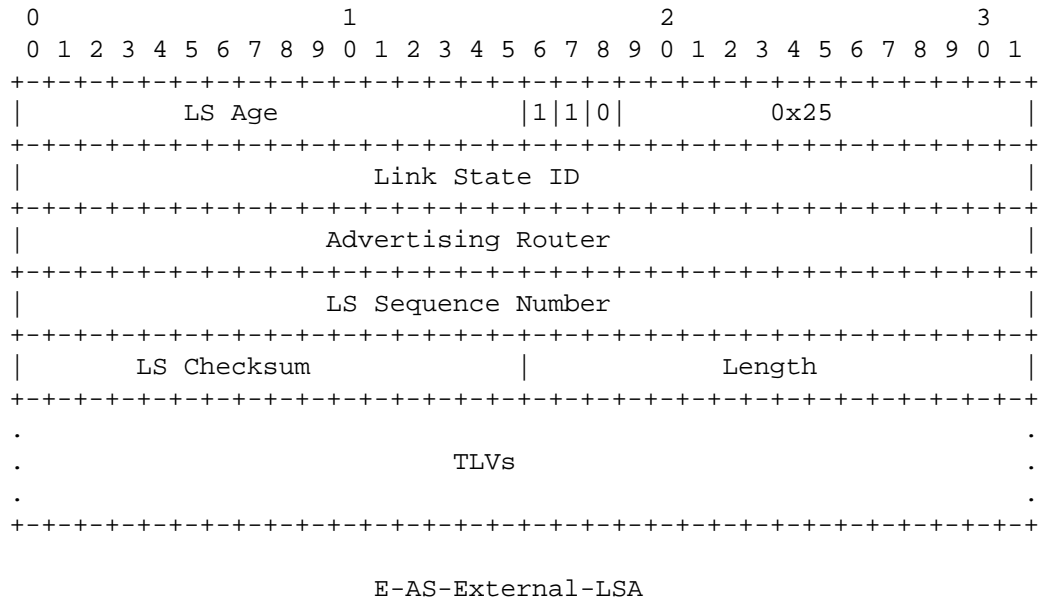 0                   1                   2                   3
 0 1 2 3 4 5 6 7 8 9 0 1 2 3 4 5 6 7 8 9 0 1 2 3 4 5 6 7 8 9 0 1
+-+-+-+-+-+-+-+-+-+-+-+-+-+-+-+-+-+-+-+-+-+-+-+-+-+-+-+-+-+-+-+-+
|          LS Age               |1|1|0|         0x25            |
+-+-+-+-+-+-+-+-+-+-+-+-+-+-+-+-+-+-+-+-+-+-+-+-+-+-+-+-+-+-+-+-+
|                      Link State ID                            |
+-+-+-+-+-+-+-+-+-+-+-+-+-+-+-+-+-+-+-+-+-+-+-+-+-+-+-+-+-+-+-+-+
|                   Advertising Router                          |
+-+-+-+-+-+-+-+-+-+-+-+-+-+-+-+-+-+-+-+-+-+-+-+-+-+-+-+-+-+-+-+-+
|                   LS Sequence Number                          |
+-+-+-+-+-+-+-+-+-+-+-+-+-+-+-+-+-+-+-+-+-+-+-+-+-+-+-+-+-+-+-+-+
|       LS Checksum             |            Length             |
+-+-+-+-+-+-+-+-+-+-+-+-+-+-+-+-+-+-+-+-+-+-+-+-+-+-+-+-+-+-+-+-+
.                                                               .
.                           TLVs                                .
.                                                               .
+-+-+-+-+-+-+-+-+-+-+-+-+-+-+-+-+-+-+-+-+-+-+-+-+-+-+-+-+-+-+-+-+
                       E-AS-External-LSA